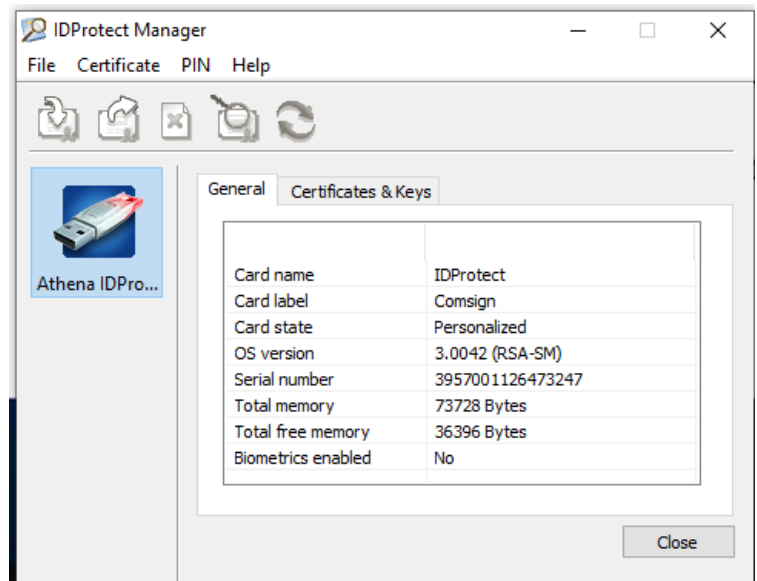 IDProtect Manager
File Certificate PIN Help
Athena IDPro...
General Certificates & Keys
Card name IDProtect
Card label Comsign
Card state Personalized
OS version 3.0042 (RSA-SM)
Serial number 3957001126473247
Total memory 73728 Bytes
Total free memory 36396 Bytes
Biometrics enabled No
Close